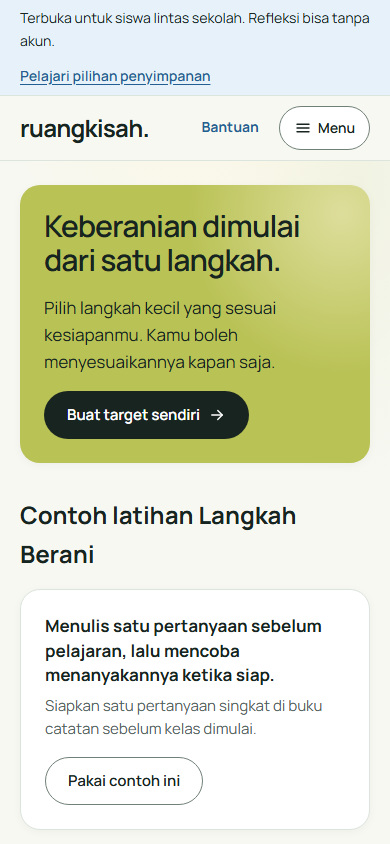 Terbuka untuk siswa lintas sekolah. Refleksi bisa tanpa
akun.
Pelajari pilihan penyimpanan
ruangkisah.
Bantuan
Menu
Keberanian dimulai
dari satu langkah.
Pilih langkah kecil yang sesuai
kesiapanmu. Kamu boleh
menyesuaikannya kapan saja.
Buat target sendiri →
Contoh latihan Langkah
Berani
Menulis satu pertanyaan sebelum
pelajaran, lalu mencoba
menanyakannya ketika siap.
Siapkan satu pertanyaan singkat di buku
catatan sebelum kelas dimulai.
Pakai contoh ini